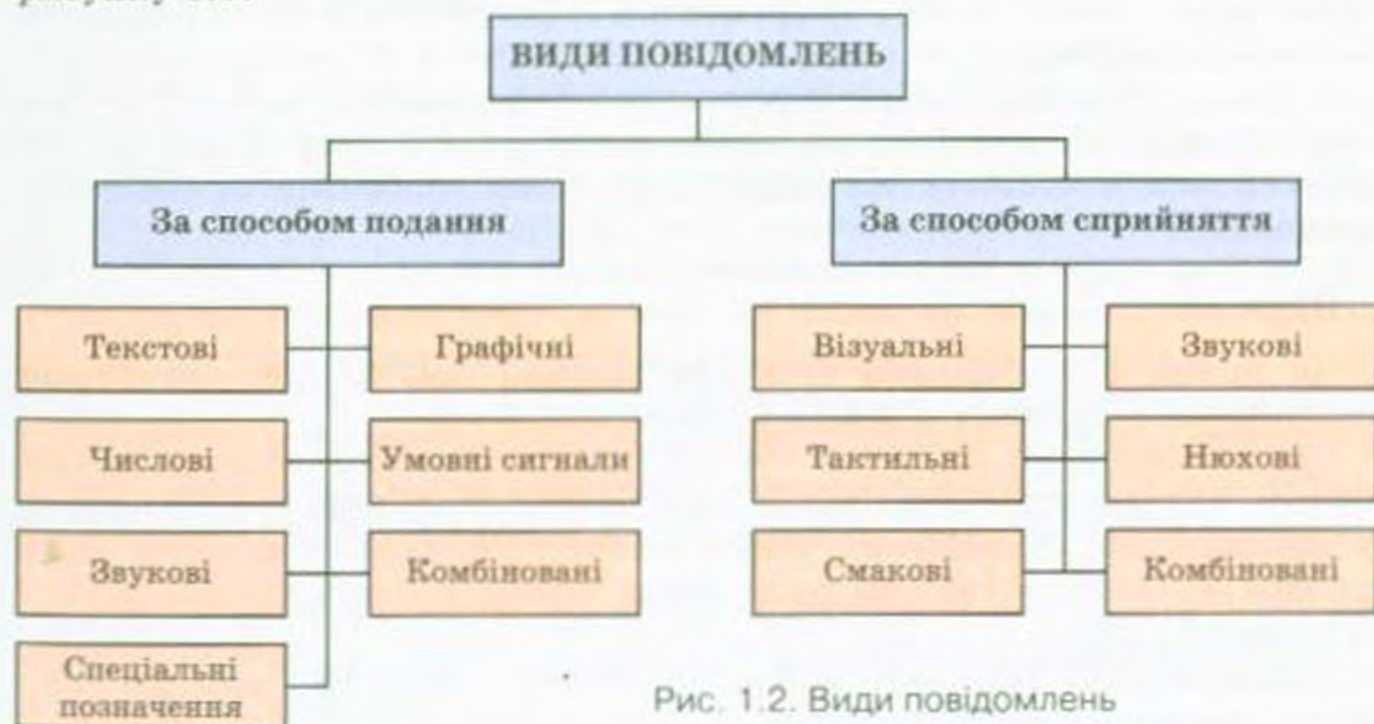 ВИДИ ПОВІДОМЛЕНЬ
За способом подання
За способом сприйняття
Текстові
Графічні
Візуальні
Звукові
Числові
Умовні сигнали
Тактильні
Нюхові
Звукові
Комбіновані
Смакові
Комбіновані
Спеціальні
позначення
Рис. 1.2. Види повідомлень